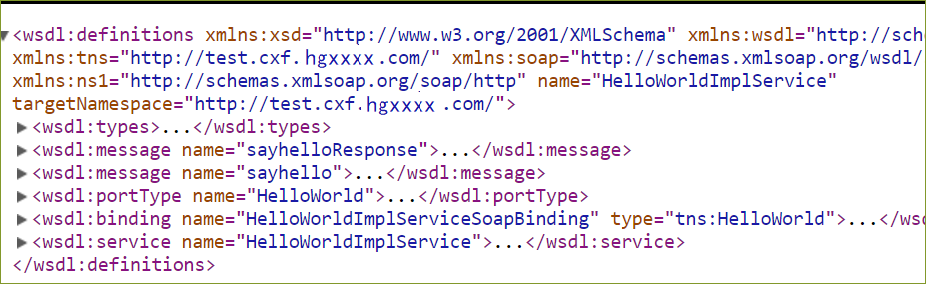 <wsdl:definitions xmlns:xsd="http://www.w3.org/2001/XMLSchema" xmlns:wsdl="http://sch
xmlns:tns="http://test.cxf.hgxxxx.com/" xmlns:soap="http://schemas.xmlsoap.org/wsdl/
xmlns:ns1="http://schemas.xmlsoap.org/soap/http" name="HelloWorldImplService"
targetNamespace="http://test.cxf.hgxxxx.com/">
<wsdl:types>...</wsdl:types>
<wsdl:message name="sayhelloResponse">...</wsdl:message>
<wsdl:message name="sayhello">...</wsdl:message>
<wsdl:portType name="HelloWorld">...</wsdl:portType>
<wsdl:binding name="HelloWorldImplServiceSoapBinding" type="tns:HelloWorld">...</wsd
<wsdl:service name="HelloWorldImplService">...</wsdl:service>
</wsdl:definitions>